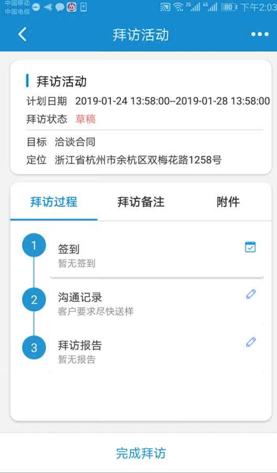 中国移动
中国电信
下午2:03
拜访活动
拜访活动
计划日期 2019-01-24 13:58:00--2019-01-28 13:58:00
拜访状态 草稿
目标 洽谈合同
定位 浙江省杭州市余杭区双梅花路1258号
拜访过程 拜访备注 附件
1 签到
暂无签到
2 沟通记录
客户要求尽快送样
3 拜访报告
暂无报告
完成拜访